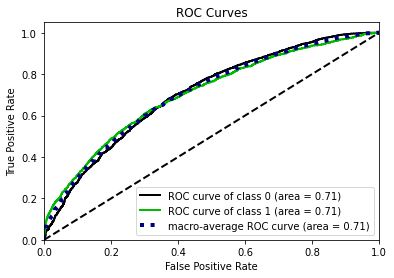 ROC Curves
1.0
0.8
0.6
0.4
0.2
0.0
True Positive Rate
ROC curve of class 0 (area = 0.71)
ROC curve of class 1 (area = 0.71)
macro-average ROC curve (area = 0.71)
0.0 0.2 0.4 0.6 0.8 1.0
False Positive Rate